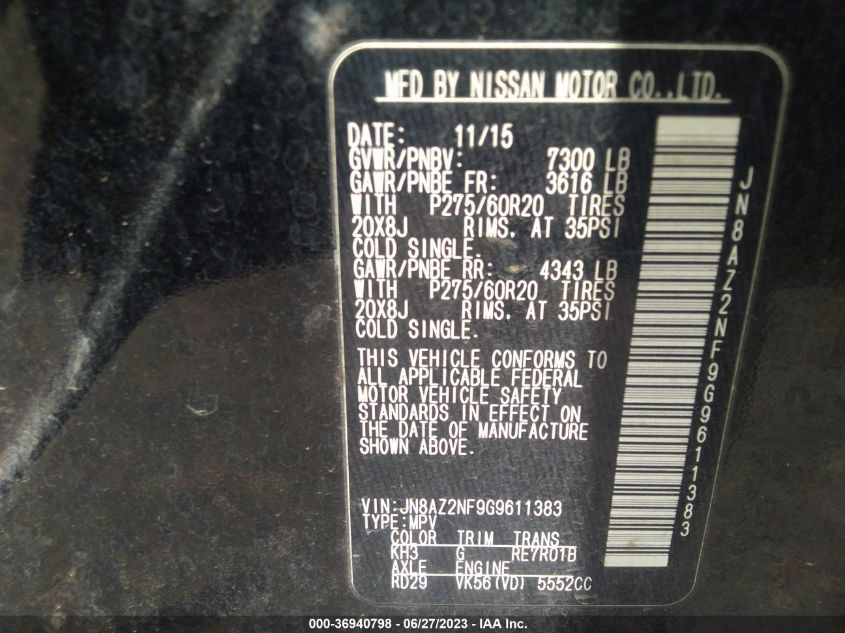 MFD BY NISSAN MOTOR CO.,LTD.
DATE: 11/15
GVWR/PNBV: 7300 LB
GAWR/PNBE FR: 3616 LB
WITH P275/60R20 TIRES
20X8J RIMS. AT 35PSI
COLD SINGLE.
GAWR/PNBE RR: 4343 LB
WITH P275/60R20 TIRES
20X8J RIMS. AT 35PSI
COLD SINGLE.
THIS VEHICLE CONFORMS TO
ALL APPLICABLE FEDERAL
MOTOR VEHICLE SAFETY
STANDARDS IN EFFECT ON
THE DATE OF MANUFACTURE
SHOWN ABOVE.
VIN:JN8AZ2NF9G9611383
TYPE:MPV
COLOR TRIM TRANS
KH3 G RE7R01B
AXLE ENGINE
RD29 VK56(VD) 5552CC
JN8AZ2NF9G9611383
000-36940798 - 06/27/2023 - IAA Inc.